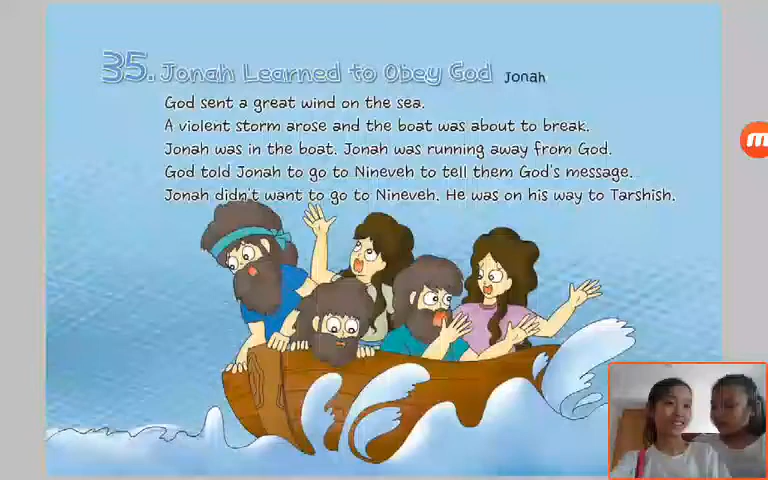 35. Jonah Learned to Obey God Jonah
God sent a great wind on the sea.
A violent storm arose and the boat was about to break.
Jonah was in the boat. Jonah was running away from God.
God told Jonah to go to Nineveh to tell them God's message.
Jonah didn't want to go to Nineveh. He was on his way to Tarshish.